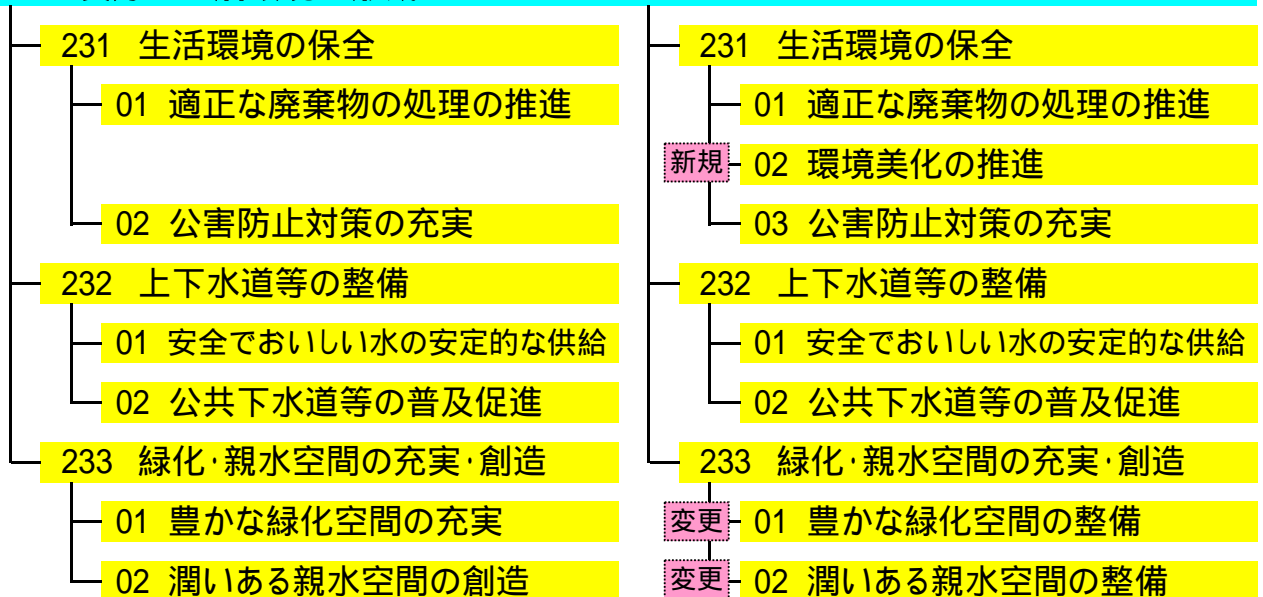 231 生活環境の保全
01 適正な廃棄物の処理の推進
02 公害防止対策の充実
232 上下水道等の整備
01 安全でおいしい水の安定的な供給
02 公共下水道等の普及促進
233 緑化・親水空間の充実・創造
01 豊かな緑化空間の充実
02 潤いある親水空間の創造
231 生活環境の保全
01 適正な廃棄物の処理の推進
新規 02 環境美化の推進
03 公害防止対策の充実
232 上下水道等の整備
01 安全でおいしい水の安定的な供給
02 公共下水道等の普及促進
233 緑化・親水空間の充実・創造
変更 01 豊かな緑化空間の整備
変更 02 潤いある親水空間の整備